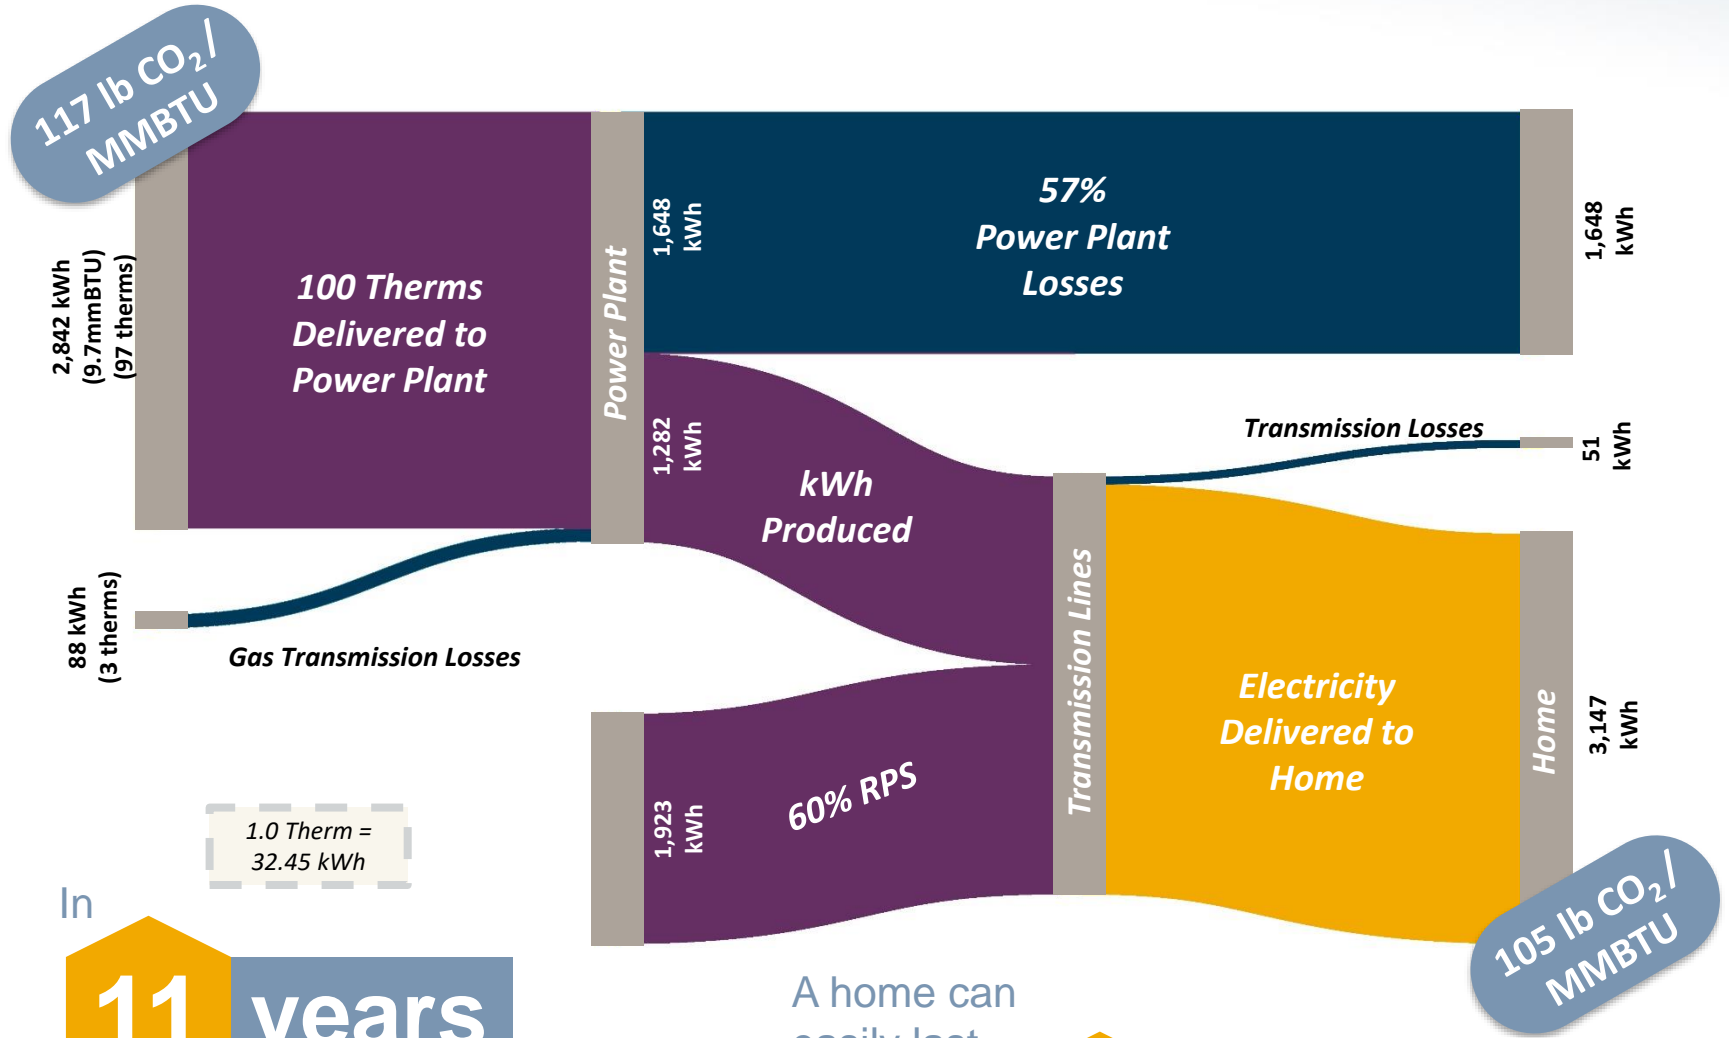 117 lb CO₂ /
MMBTU
2,842 kWh
(9.7mmBTU)
(97 therms)
100 Therms
Delivered to
Power Plant
Power Plant
1,648
kWh
57%
Power Plant
Losses
1,648
kWh
1,282
kWh
kWh
Produced
Transmission Losses
51
kWh
88 kWh
(3 therms)
Gas Transmission Losses
Transmission Lines
Electricity
Delivered to
Home
Home
3,147
kWh
1,923
kWh
60% RPS
1.0 Therm =
32.45 kWh
105 lb CO₂ /
MMBTU
In
11 years
A home can
easily last